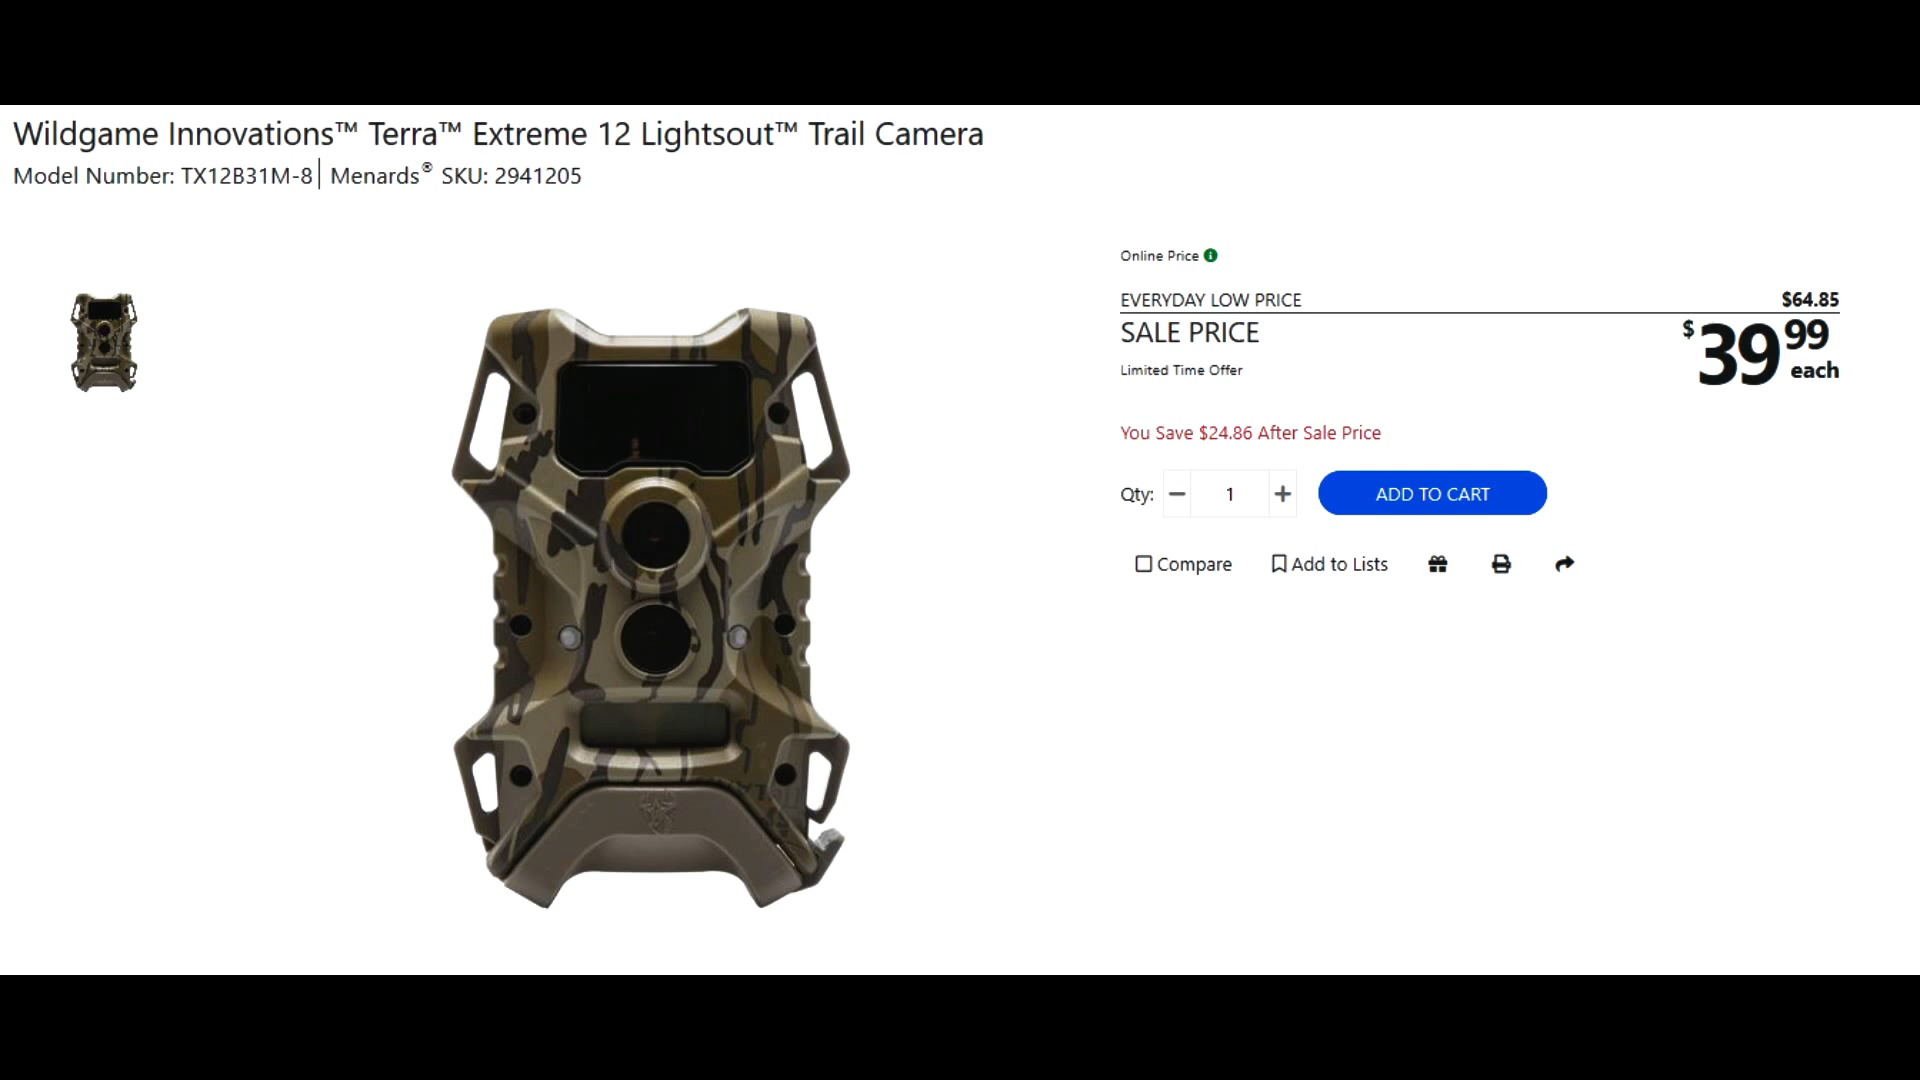 Wildgame Innovations™ Terra™ Extreme 12 Lightsout™ Trail Camera
Model Number: TX12B31M-8 | Menards® SKU: 2941205
Online Price
EVERYDAY LOW PRICE $64.85
SALE PRICE $39.99 each
Limited Time Offer
You Save $24.86 After Sale Price
Qty: − 1 + ADD TO CART
Compare Add to Lists